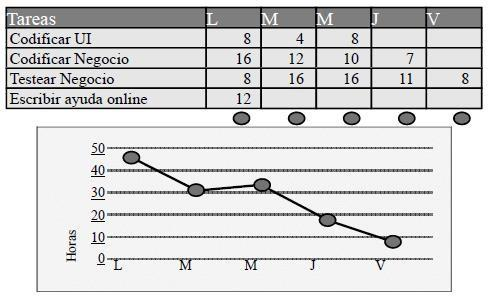 Tareas L M M J V
Codificar UI 8 4 8
Codificar Negocio 16 12 10 7
Testear Negocio 8 16 16 11 8
Escribir ayuda online 12
50
40
30
20
10
0
Horas
L M M J V